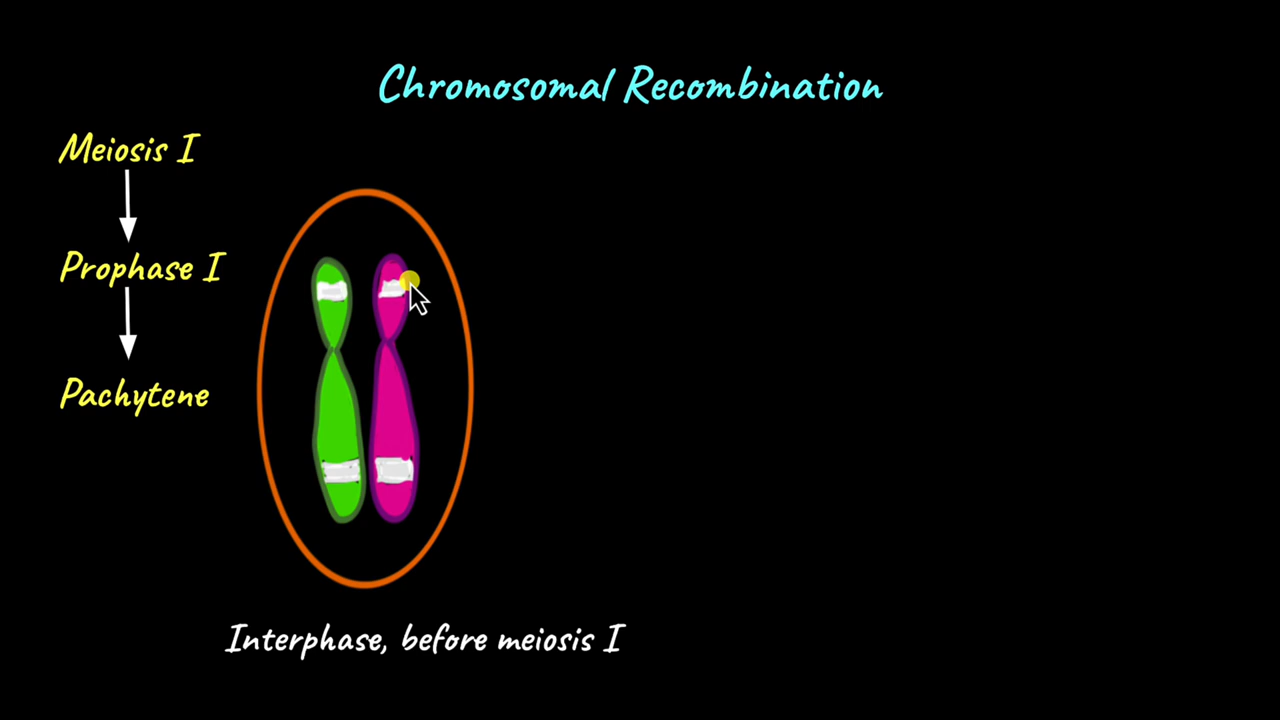 Chromosomal Recombination
Meiosis I
Prophase I
Pachytene
Interphase, before meiosis I